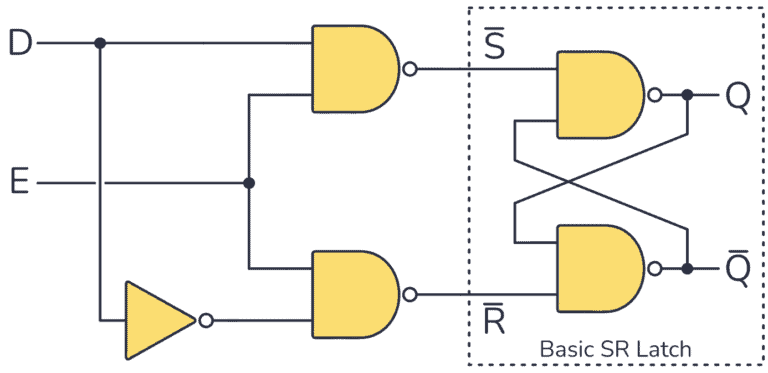 D
S̅
Q
E
Q̅
R̅
Basic SR Latch